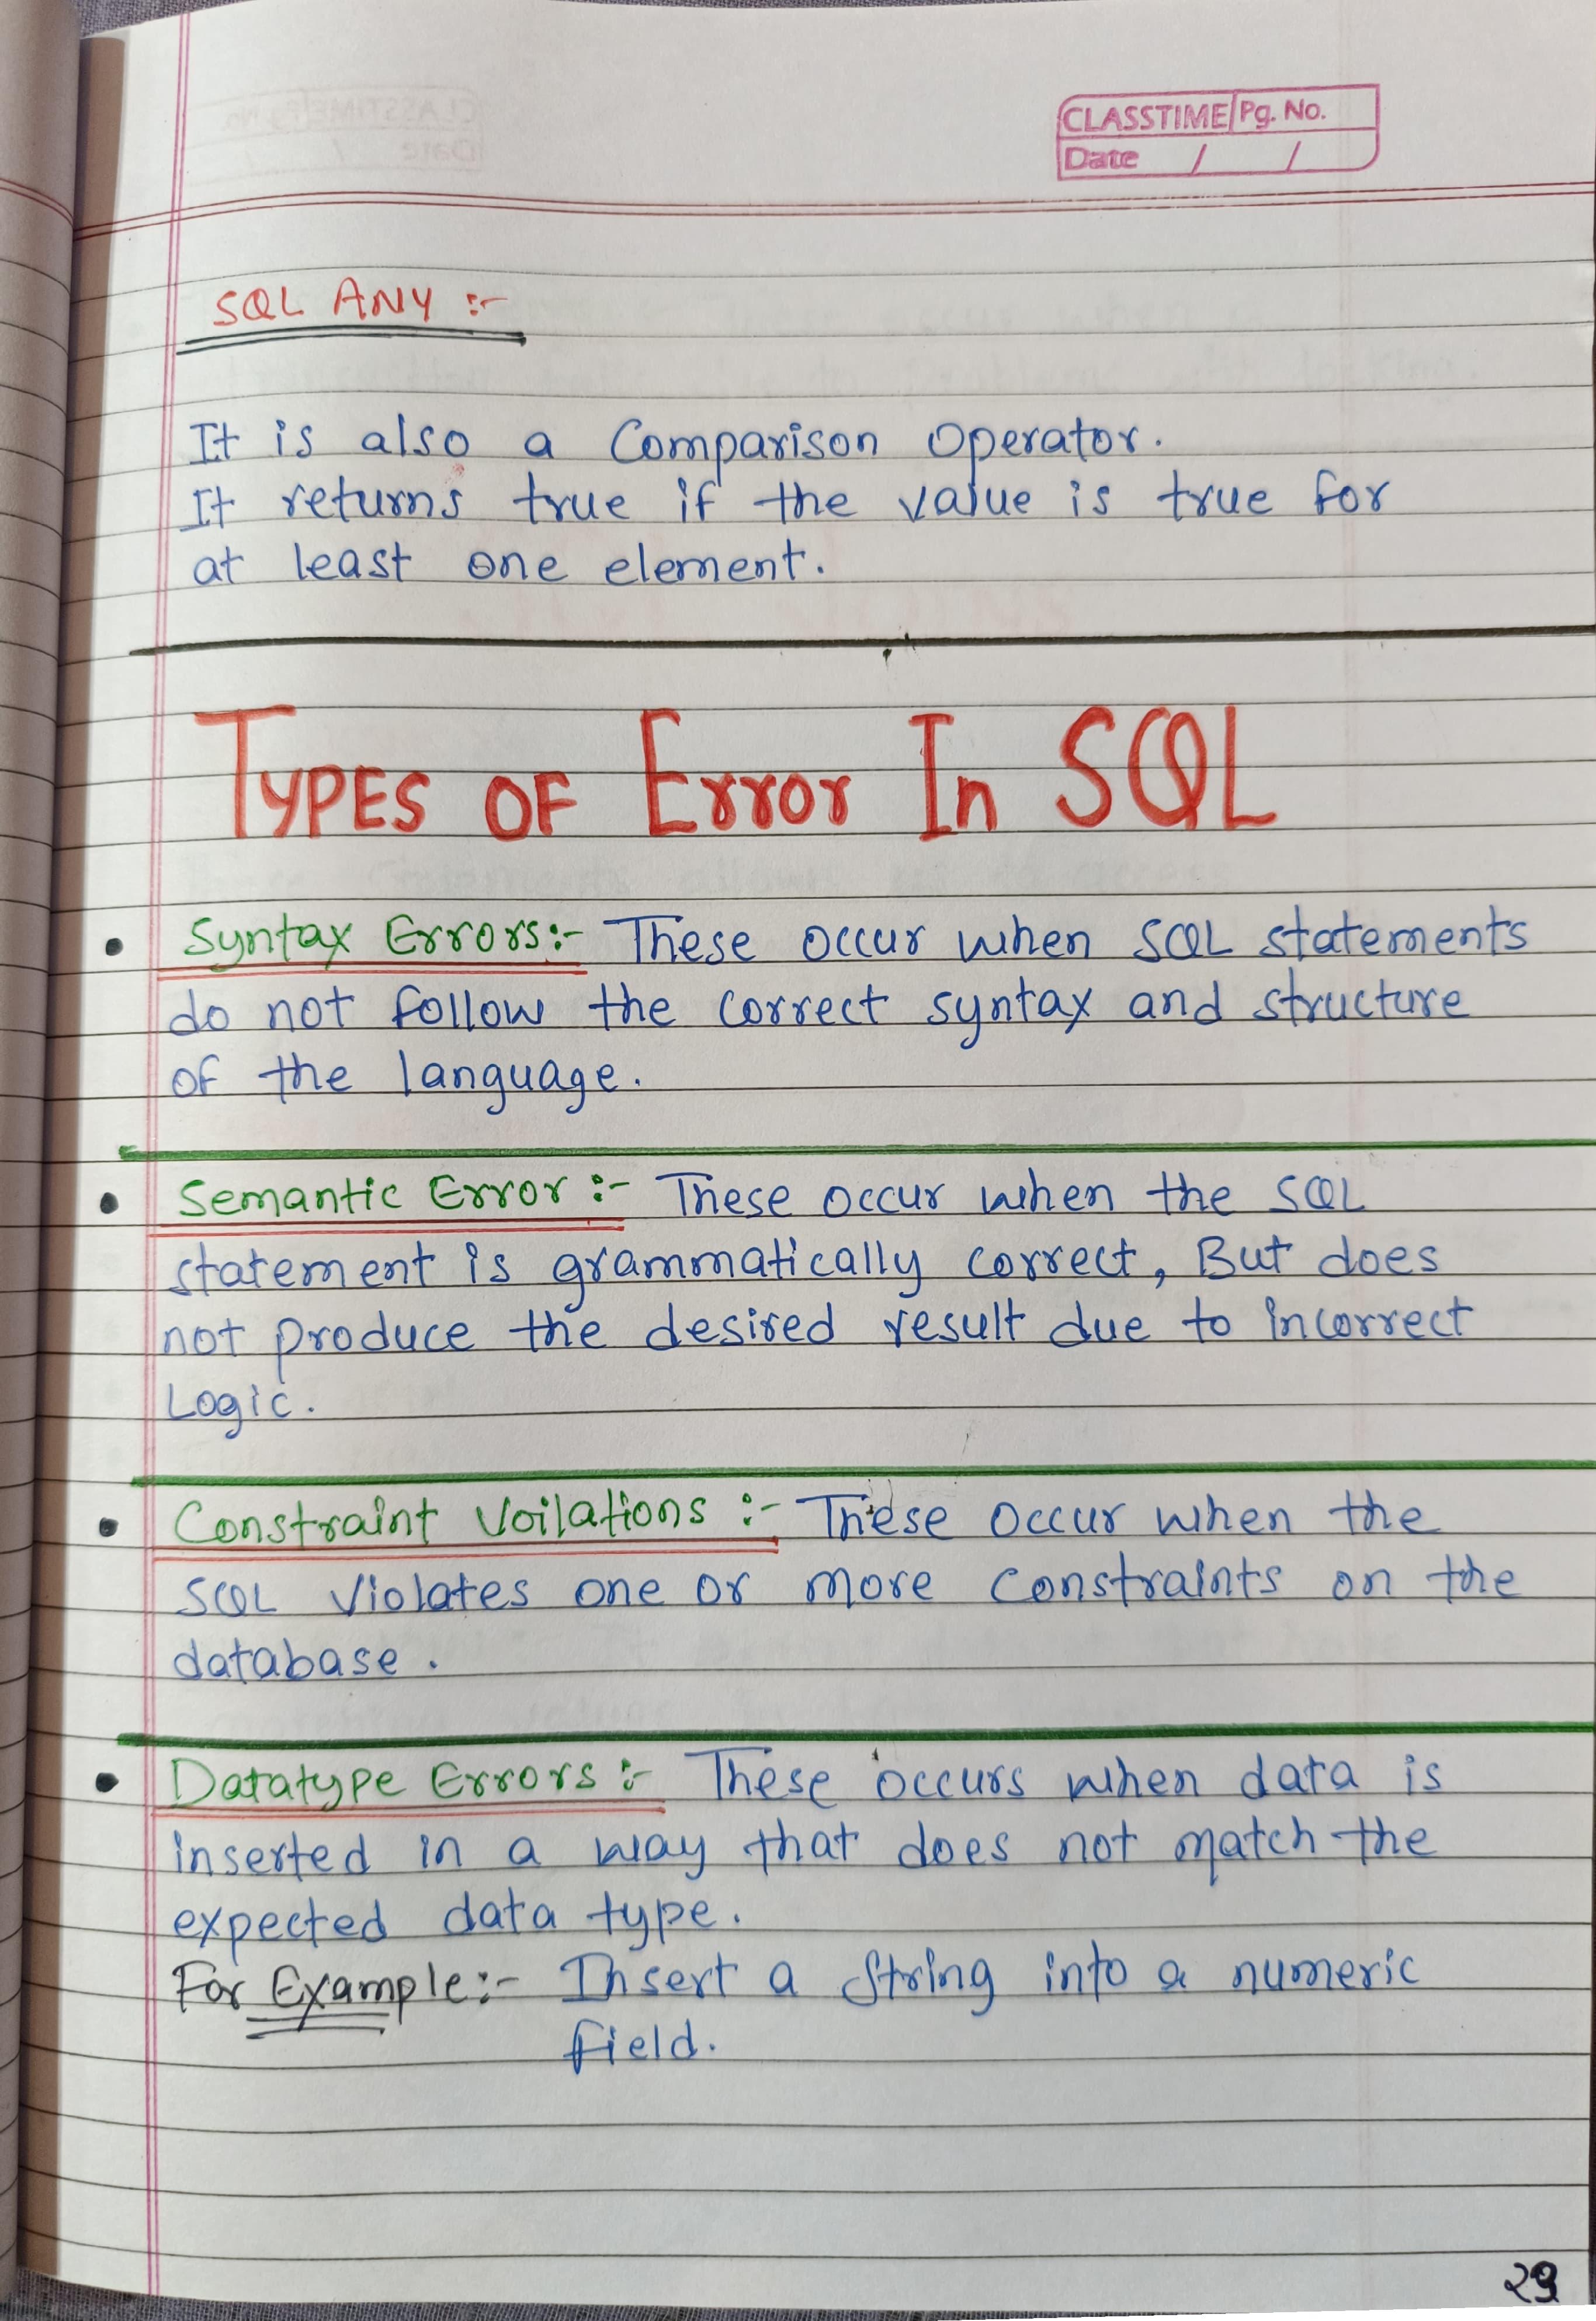 CLASSTIME Pg. No.
Date / /
SQL ANY :-
It is also a Comparison Operator.
It returns true if the value is true for
at least one element.
TYPES OF Error In SQL
• Syntax Errors:- These occur when SQL statements
do not follow the correct syntax and structure
of the language.
• Semantic Error :- These occur when the SQL
statement is grammatically correct, But does
not produce the desired result due to incorrect
Logic.
• Constraint Voilations :- These occur when the
SQL violates one or more constraints on the
database.
• Datatype Errors :- These occurs when data is
inserted in a way that does not match the
expected data type.
For Example:- Insert a string into a numeric
field.
29